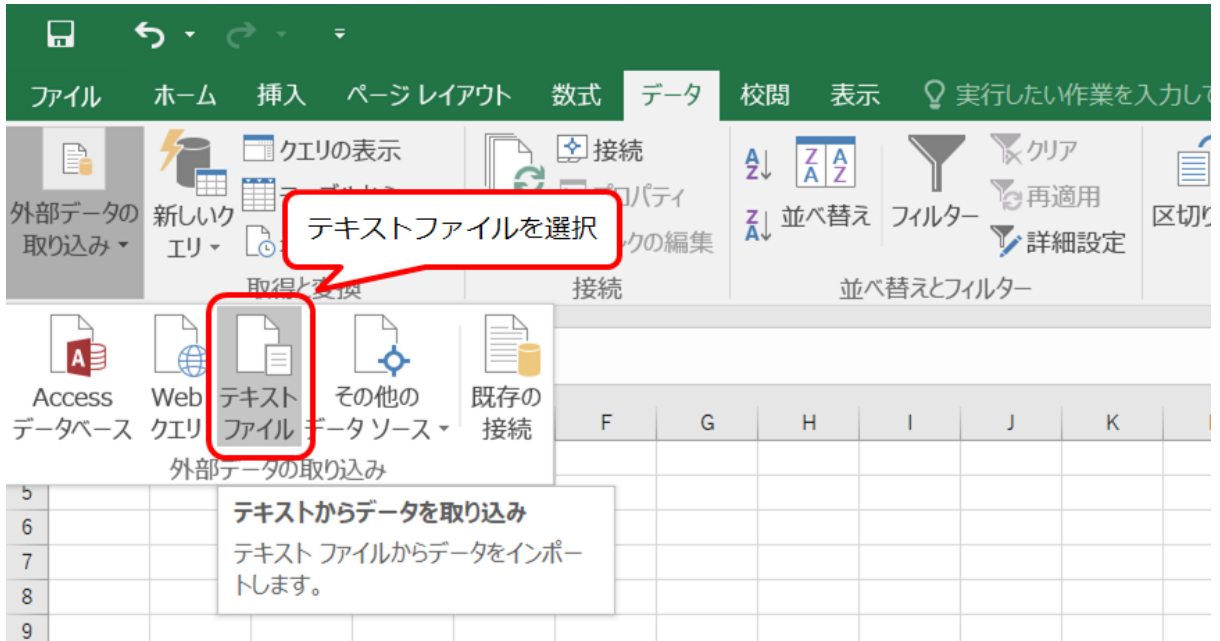 ファイル ホーム 挿入 ページ レイアウト 数式 データ 校閲 表示 実行したい作業を入力して
外部データの
取り込み
新しいク
エリ
クエリの表示
取得と変換
接続
プロパティ
クの編集
接続
並べ替え
フィルター
クリア
再適用
詳細設定
並べ替えとフィルター
区切り
テキストファイルを選択
Access
データベース
Web
クエリ
テキスト
ファイル
その他の
データ ソース
既存の
接続
外部データの取り込み
F G H I J K
テキストからデータを取り込み
テキスト ファイルからデータをインポー
トします。
5
6
7
8
9